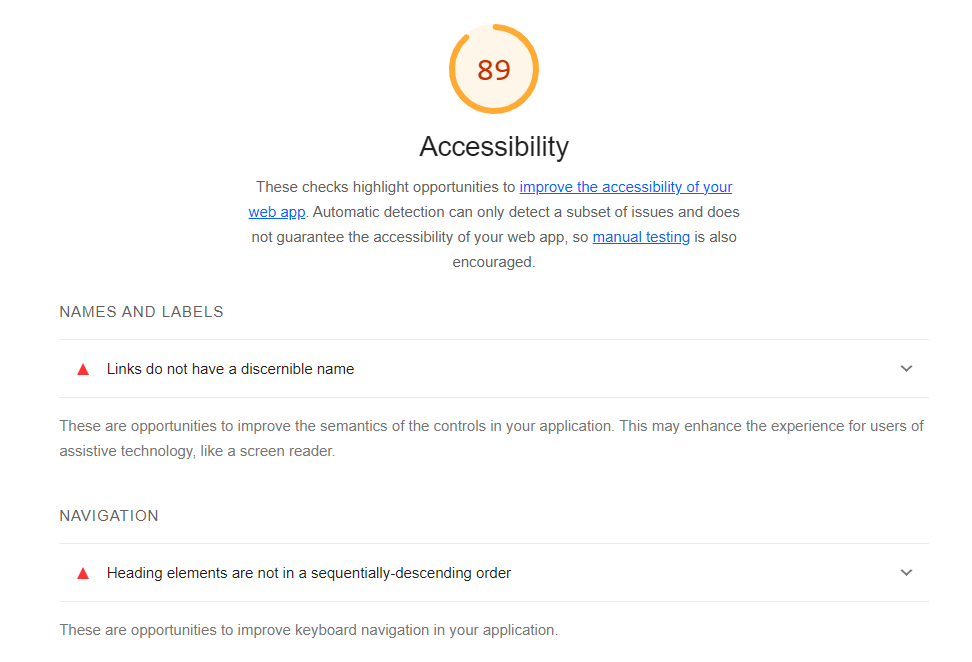 89
Accessibility
These checks highlight opportunities to improve the accessibility of your
web app. Automatic detection can only detect a subset of issues and does
not guarantee the accessibility of your web app, so manual testing is also
encouraged.
NAMES AND LABELS
Links do not have a discernible name
These are opportunities to improve the semantics of the controls in your application. This may enhance the experience for users of
assistive technology, like a screen reader.
NAVIGATION
Heading elements are not in a sequentially-descending order
These are opportunities to improve keyboard navigation in your application.